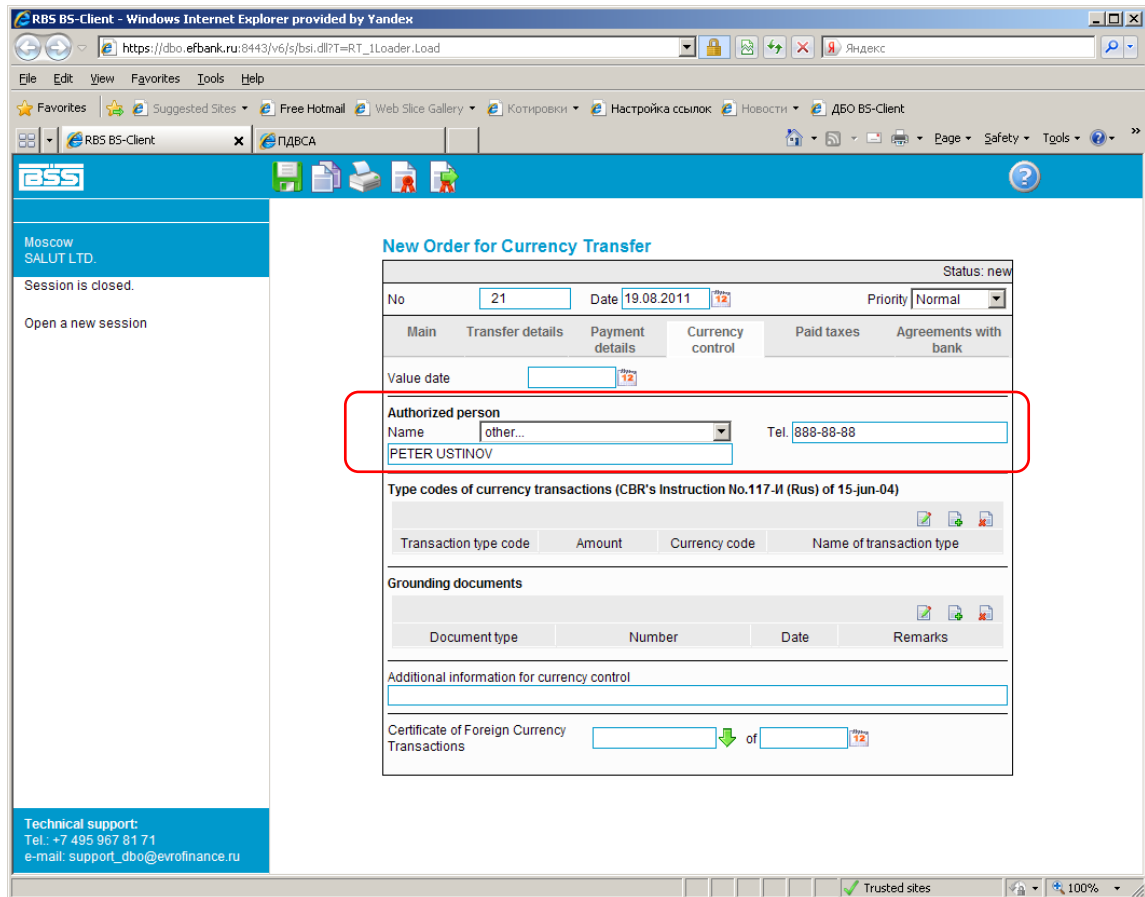 RBS BS-Client - Windows Internet Explorer provided by Yandex
https://dbo.efbank.ru:8443/v6/s/bsi.dll?T=RT_1Loader.Load
Я Яндекс
File Edit View Favorites Tools Help
Favorites Suggested Sites Free Hotmail Web Slice Gallery Котировки Настройка ссылок Новости ДБО BS-Client
RBS BS-Client ПДВСА Page Safety Tools
BSS
Moscow
SALUT LTD.
Session is closed.
Open a new session
New Order for Currency Transfer
Status: new
No 21 Date 19.08.2011 12 Priority Normal
Main Transfer details Payment details Currency control Paid taxes Agreements with bank
Value date 12
Authorized person
Name other... Tel. 888-88-88
PETER USTINOV
Type codes of currency transactions (CBR's Instruction No.117-И (Rus) of 15-jun-04)
Transaction type code Amount Currency code Name of transaction type
Grounding documents
Document type Number Date Remarks
Additional information for currency control
Certificate of Foreign Currency
Transactions of 12
Technical support:
Tel.: +7 495 967 81 71
e-mail: support_dbo@evrofinance.ru
Trusted sites 100%